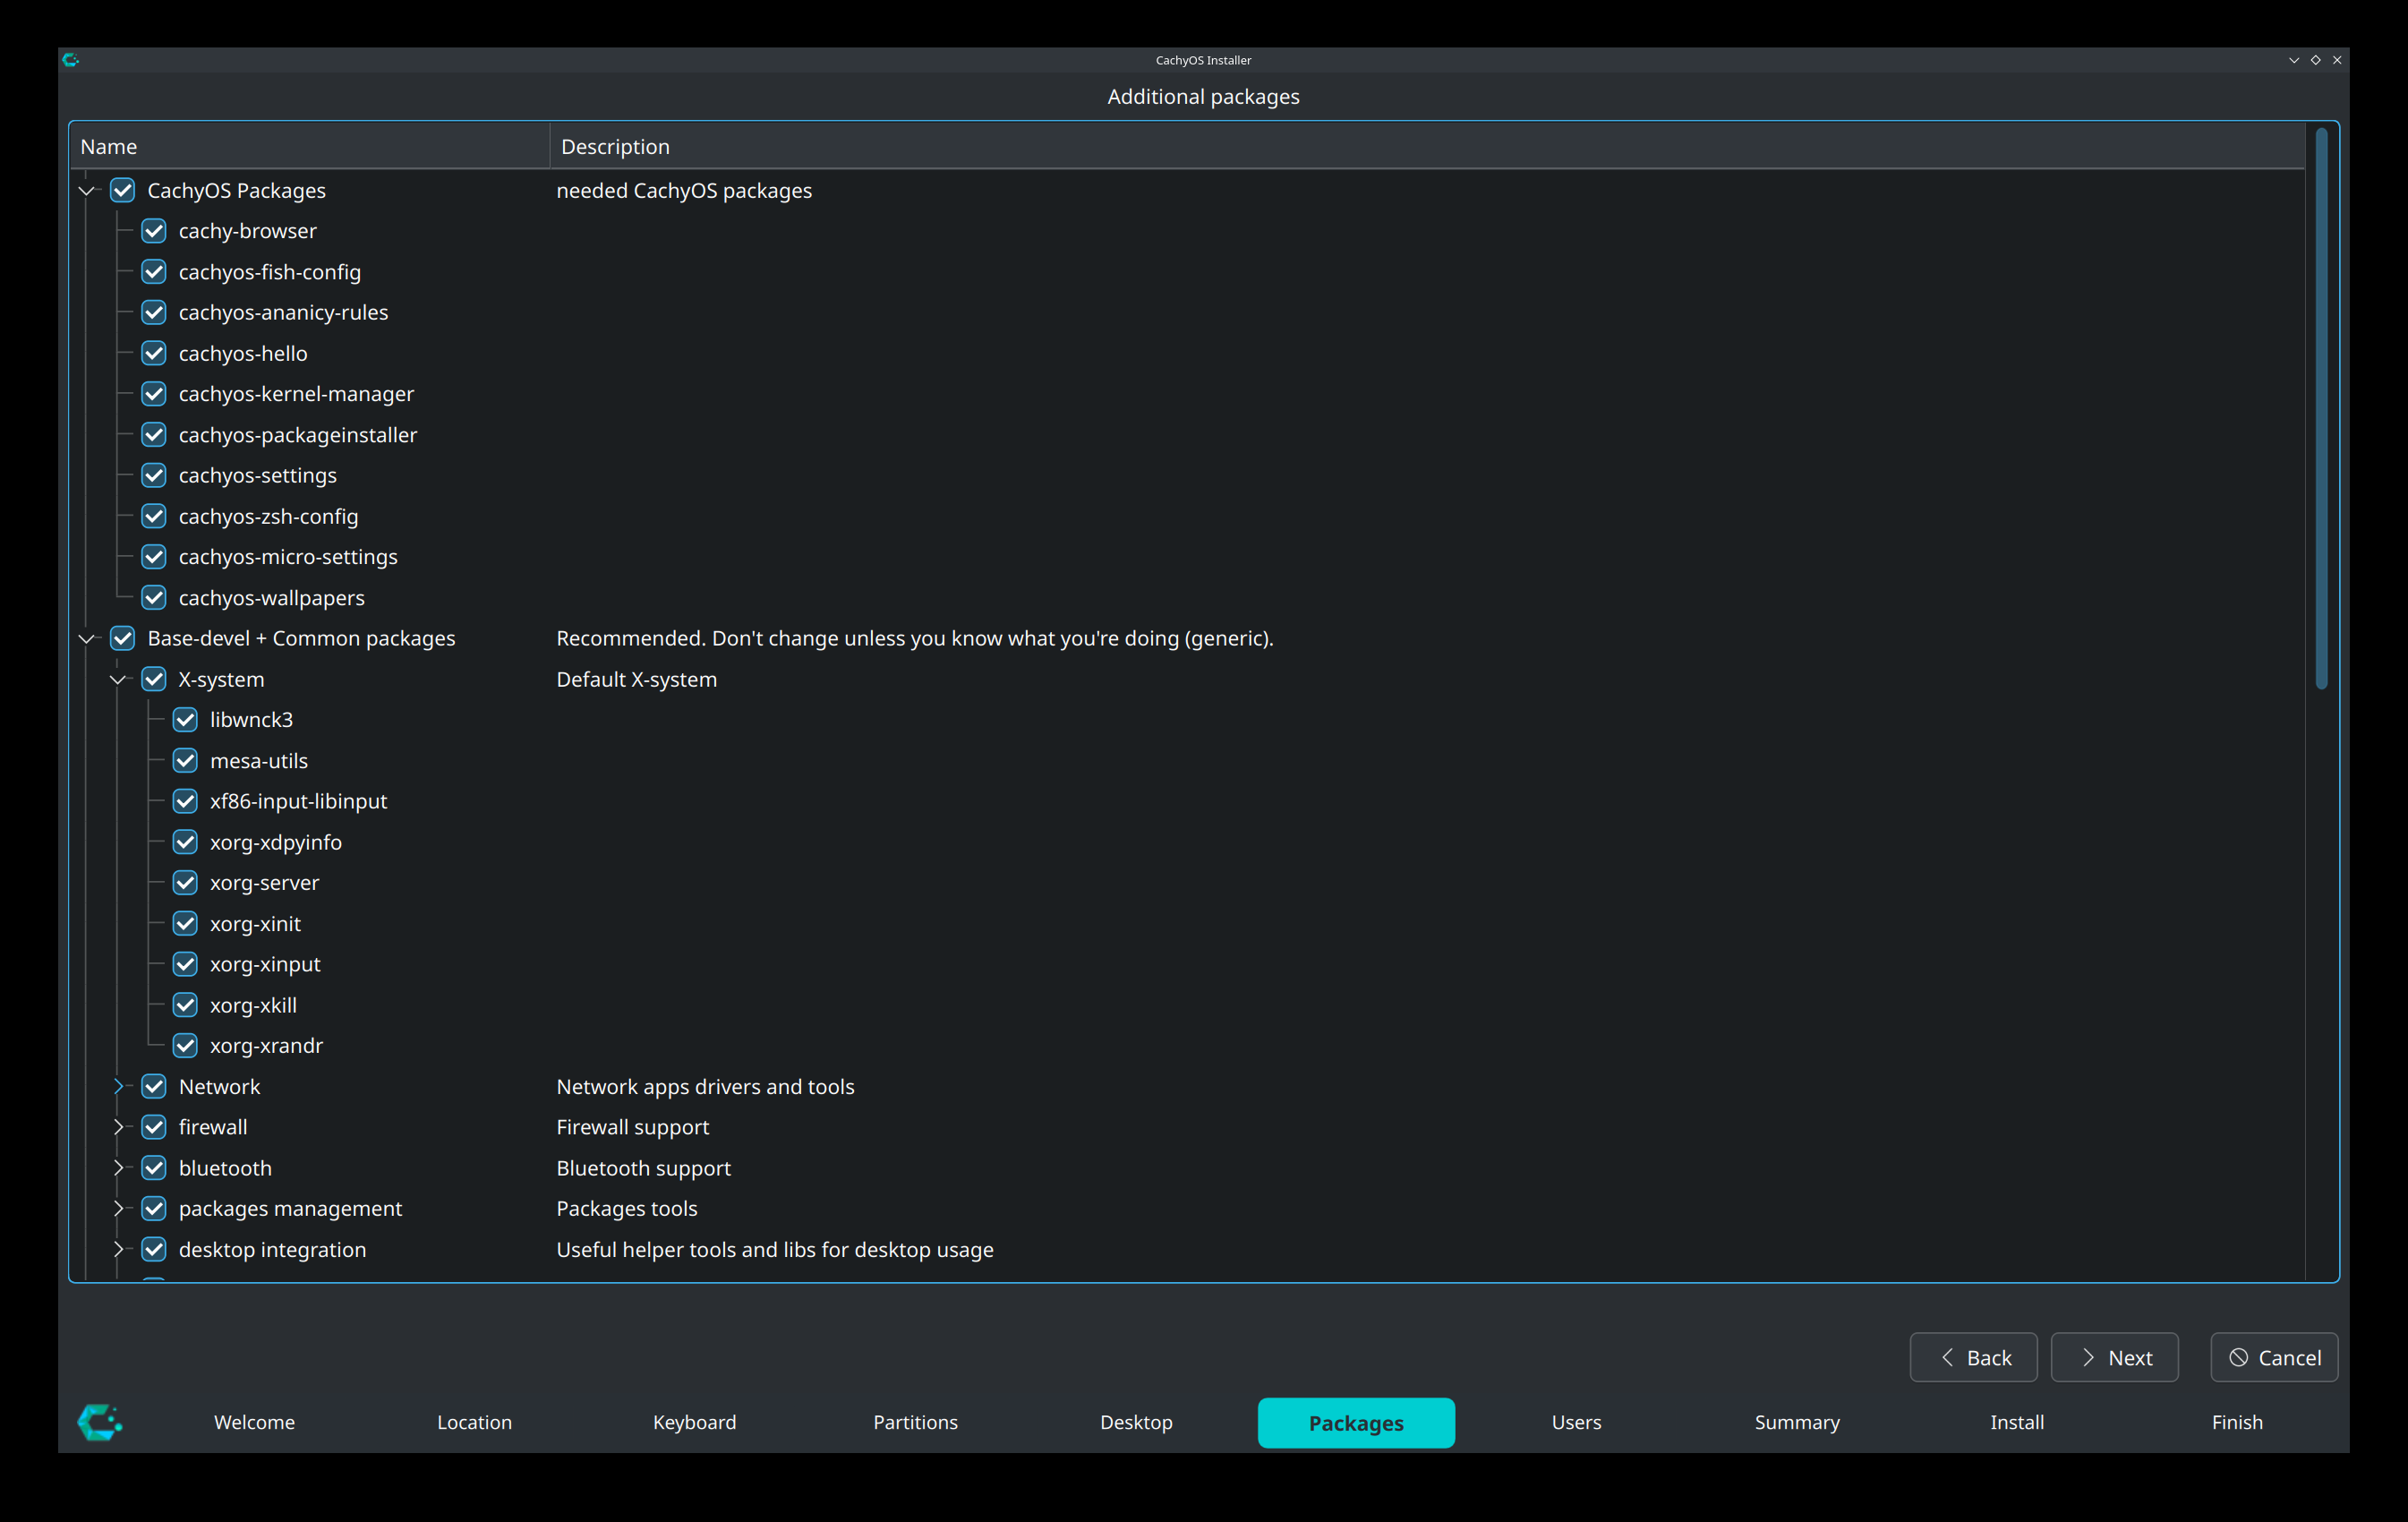 CachyOS Installer
Additional packages
Name Description
CachyOS Packages needed CachyOS packages
cachy-browser
cachyos-fish-config
cachyos-ananicy-rules
cachyos-hello
cachyos-kernel-manager
cachyos-packageinstaller
cachyos-settings
cachyos-zsh-config
cachyos-micro-settings
cachyos-wallpapers
Base-devel + Common packages Recommended. Don't change unless you know what you're doing (generic).
X-system Default X-system
libwnck3
mesa-utils
xf86-input-libinput
xorg-xdpyinfo
xorg-server
xorg-xinit
xorg-xinput
xorg-xkill
xorg-xrandr
Network Network apps drivers and tools
firewall Firewall support
bluetooth Bluetooth support
packages management Packages tools
desktop integration Useful helper tools and libs for desktop usage
Back Next Cancel
Welcome Location Keyboard Partitions Desktop Packages Users Summary Install Finish